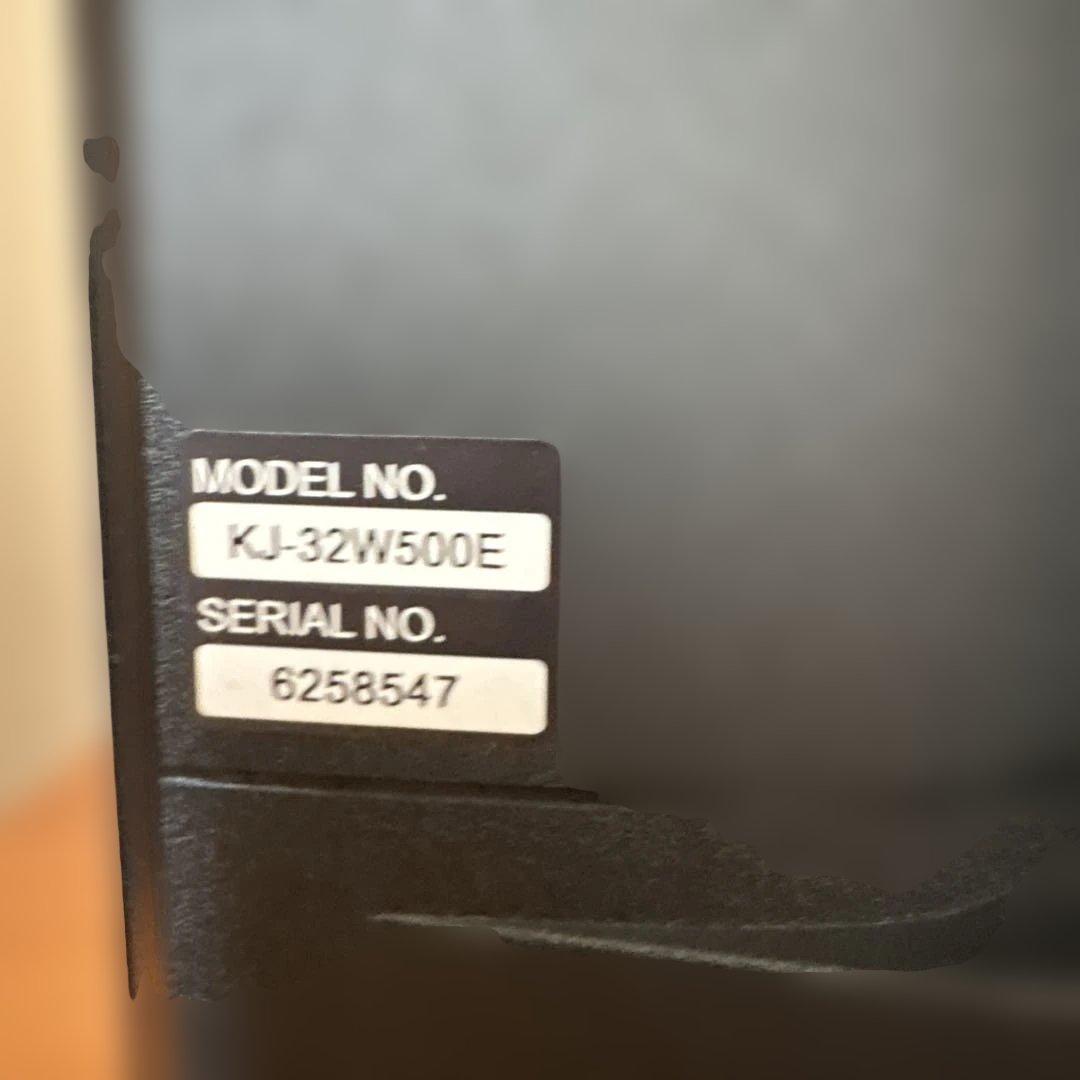 MODEL NO.
KJ-32W500E
SERIAL NO.
6258547